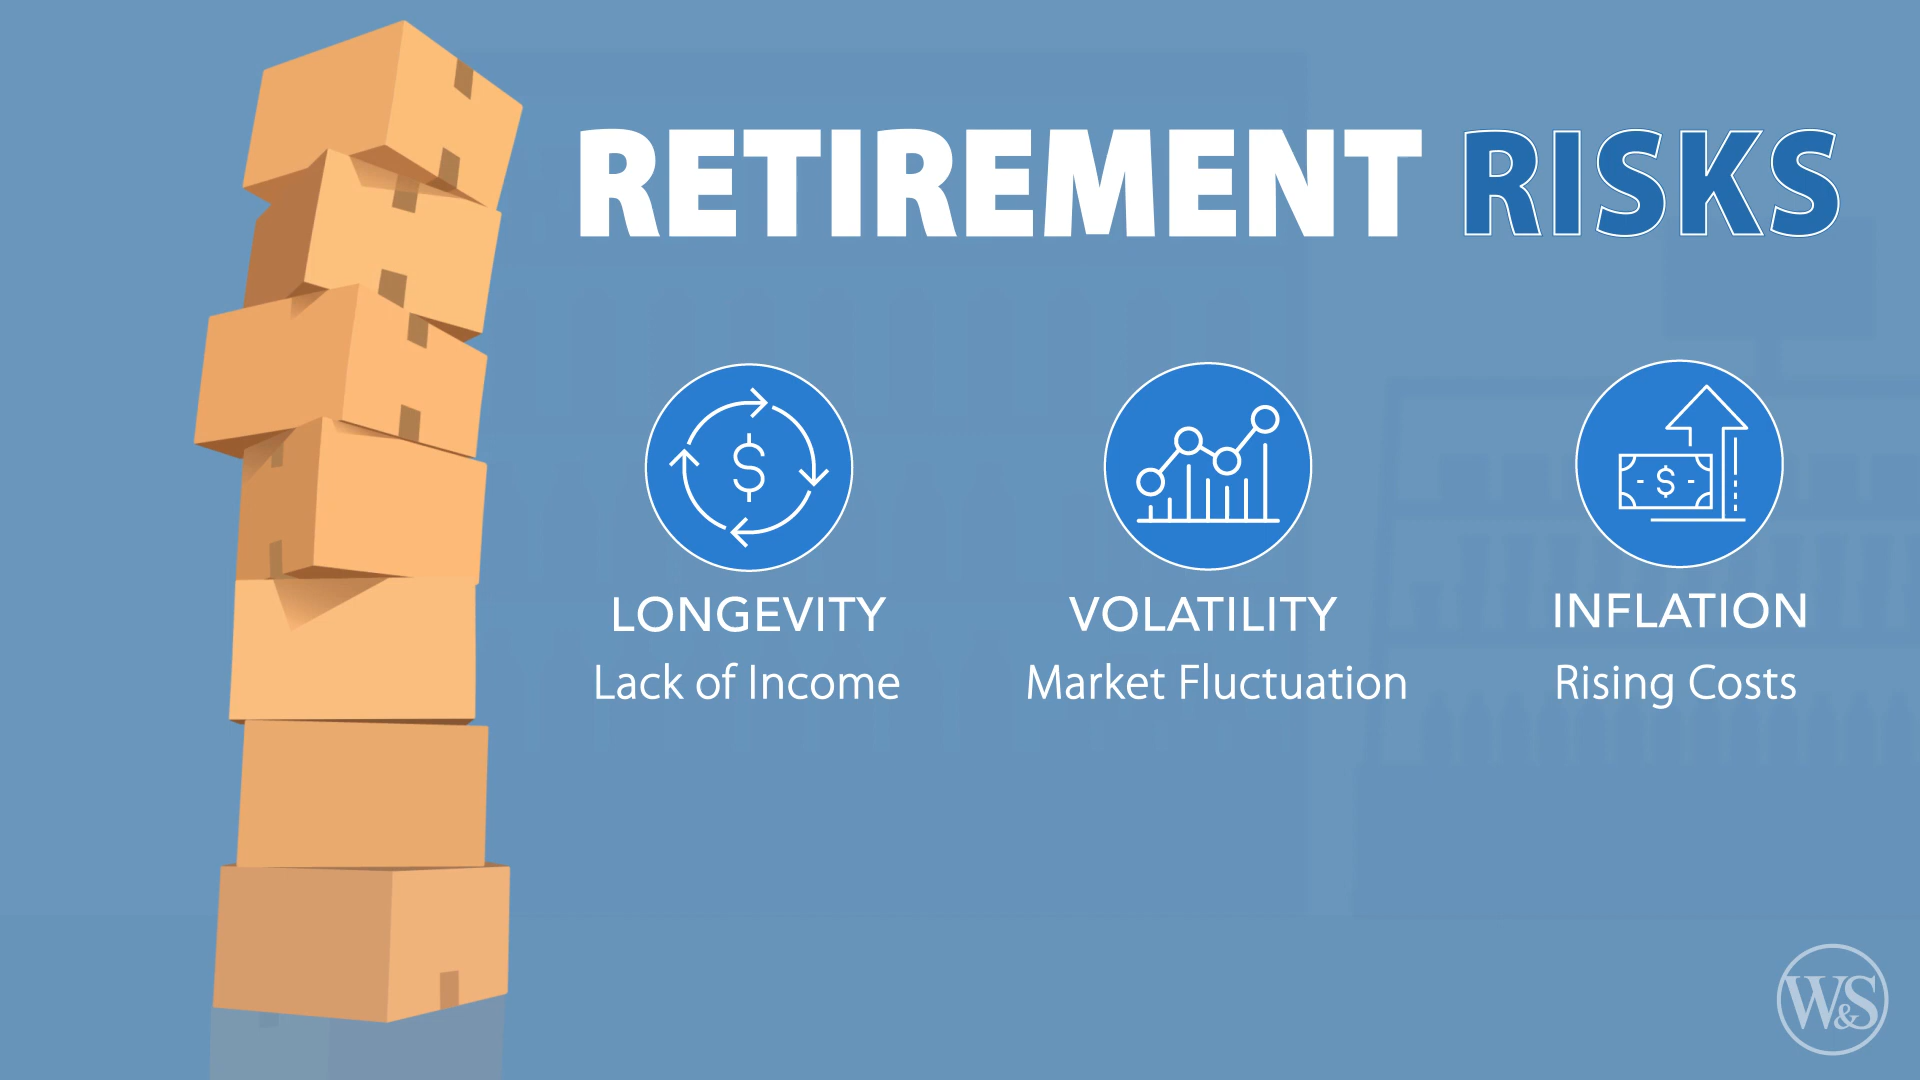 RETIREMENT RISKS
LONGEVITY
Lack of Income
VOLATILITY
Market Fluctuation
INFLATION
Rising Costs
$
$
W&S